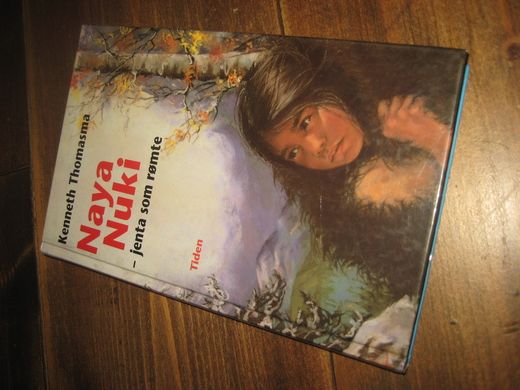 Kenneth Thomasma
Naya
Nuki
– jenta som rømte
Tiden